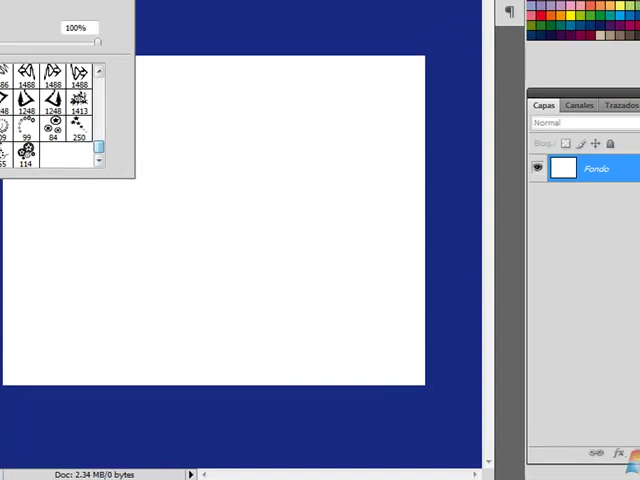 100%
1488 1488 1488
1248 1248 1413
99 84 250
114
Capas Canales Trazados
Normal
Bloq.:
Fondo
fx
Doc: 2.34 MB/0 bytes